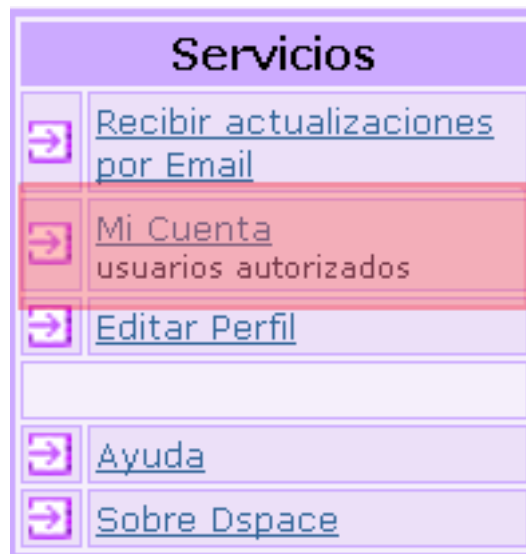 Servicios
Recibir actualizaciones
por Email
Mi Cuenta
usuarios autorizados
Editar Perfil
Ayuda
Sobre Dspace